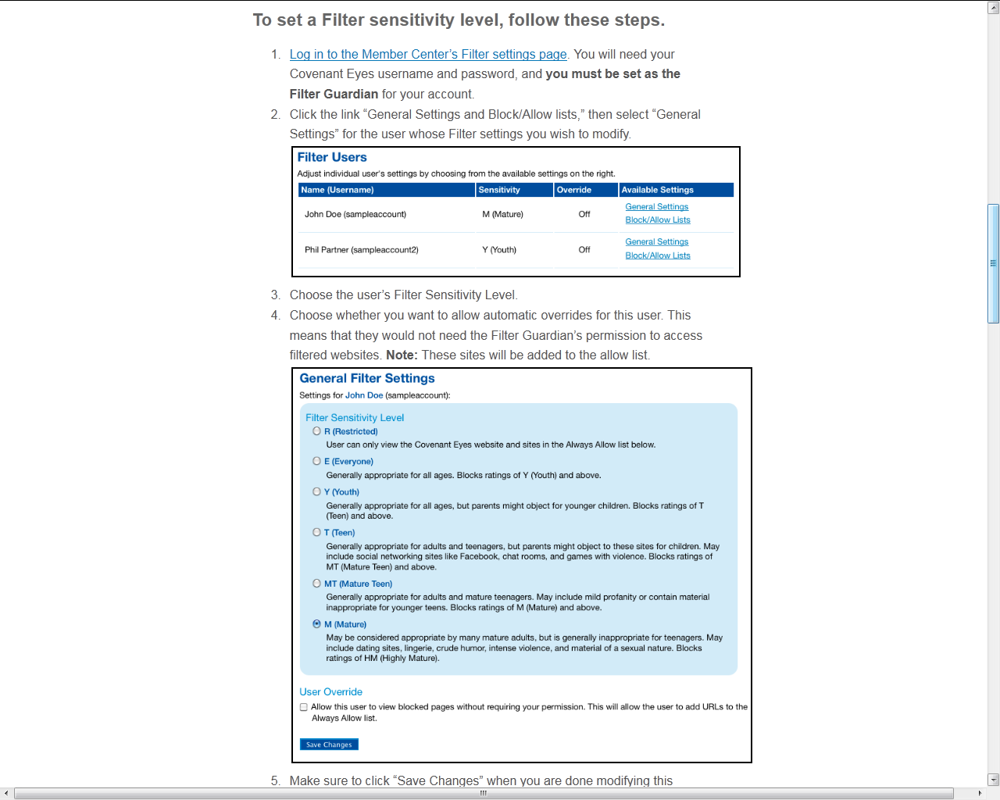 To set a Filter sensitivity level, follow these steps.
1. Log in to the Member Center’s Filter settings page. You will need your
Covenant Eyes username and password, and you must be set as the
Filter Guardian for your account.
2. Click the link “General Settings and Block/Allow lists,” then select “General
Settings” for the user whose Filter settings you wish to modify.
Filter Users
Adjust individual user's settings by choosing from the available settings on the right.
Name (Username) Sensitivity Override Available Settings
John Doe (sampleaccount) M (Mature) Off General Settings
Block/Allow Lists
Phil Partner (sampleaccount2) Y (Youth) Off General Settings
Block/Allow Lists
3. Choose the user’s Filter Sensitivity Level.
4. Choose whether you want to allow automatic overrides for this user. This
means that they would not need the Filter Guardian’s permission to access
filtered websites. Note: These sites will be added to the allow list.
General Filter Settings
Settings for John Doe (sampleaccount):
Filter Sensitivity Level
R (Restricted)
User can only view the Covenant Eyes website and sites in the Always Allow list below.
E (Everyone)
Generally appropriate for all ages. Blocks ratings of Y (Youth) and above.
Y (Youth)
Generally appropriate for all ages, but parents might object for younger children. Blocks ratings of T
(Teen) and above.
T (Teen)
Generally appropriate for adults and teenagers, but parents might object to these sites for children. May
include social networking sites like Facebook, chat rooms, and games with violence. Blocks ratings of
MT (Mature Teen) and above.
MT (Mature Teen)
Generally appropriate for adults and mature teenagers. May include mild profanity or contain material
inappropriate for younger teens. Blocks ratings of M (Mature) and above.
M (Mature)
May be considered appropriate by many mature adults, but is generally inappropriate for teenagers. May
include dating sites, lingerie, crude humor, intense violence, and material of a sexual nature. Blocks
ratings of HM (Highly Mature).
User Override
Allow this user to view blocked pages without requiring your permission. This will allow the user to add URLs to the
Always Allow list.
Save Changes
5. Make sure to click “Save Changes” when you are done modifying this